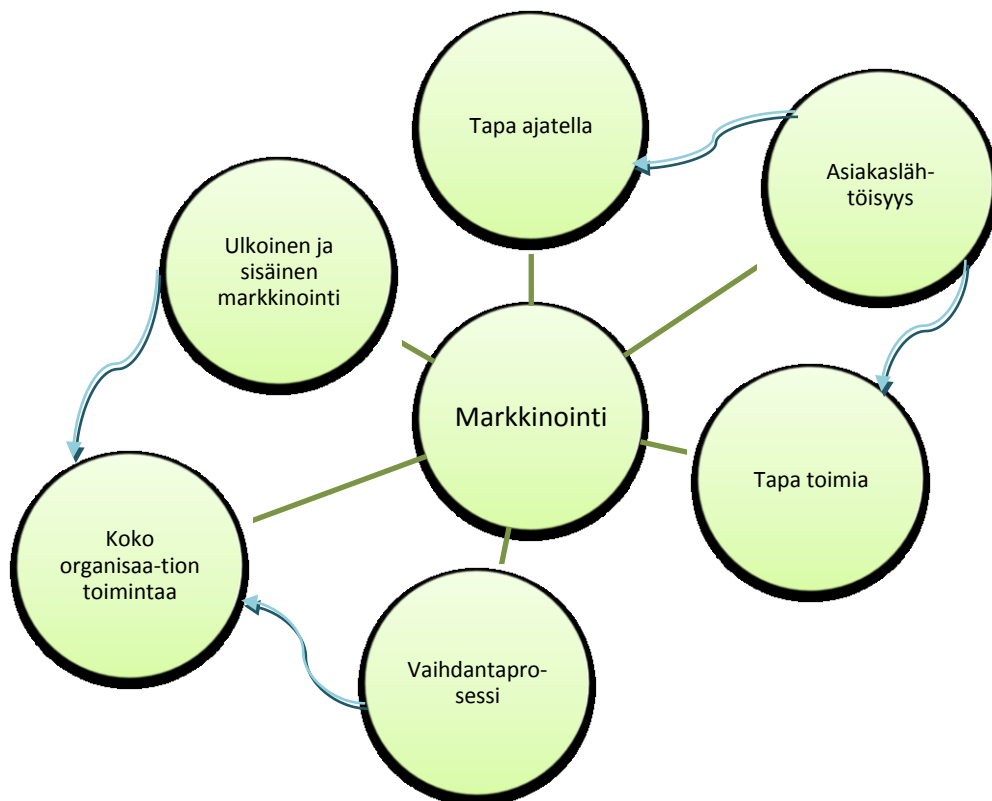 Tapa ajatella
Asiakasläh-
töisyys
Ulkoinen ja
sisäinen
markkinointi
Markkinointi
Tapa toimia
Koko
organisaa-tion
toimintaa
Vaihdantapro-
sessi